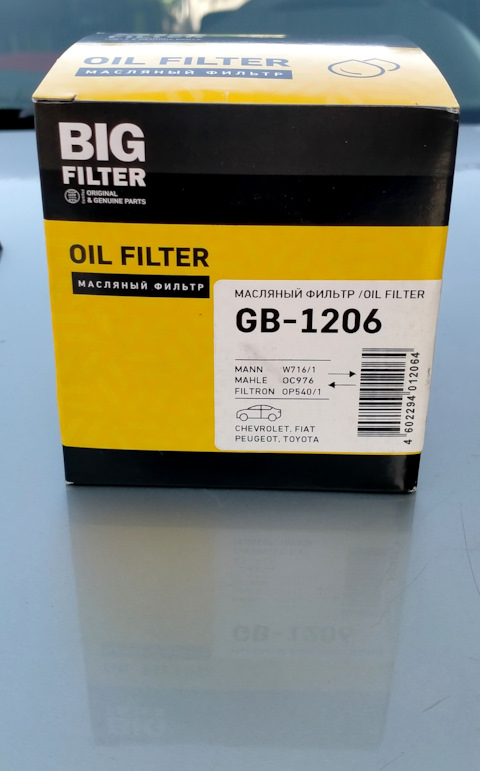 OIL FILTER
МАСЛЯНЫЙ ФИЛЬТР
BIG
FILTER
ORIGINAL
& GENUINE PARTS
OIL FILTER
МАСЛЯНЫЙ ФИЛЬТР
МАСЛЯНЫЙ ФИЛЬТР /OIL FILTER
GB-1206
MANN W716/1
MAHLE OC976
FILTRON OP540/1
CHEVROLET, FIAT
PEUGEOT, TOYOTA
4 602294 012064